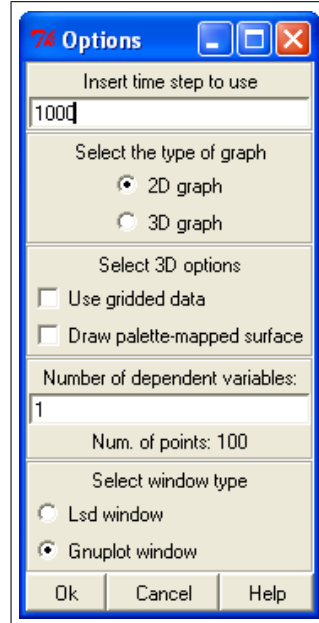 7% Options
Insert time step to use
1000
Select the type of graph
2D graph
3D graph
Select 3D options
Use gridded data
Draw palette-mapped surface
Number of dependent variables:
1
Num. of points: 100
Select window type
Lsd window
Gnuplot window
Ok Cancel Help